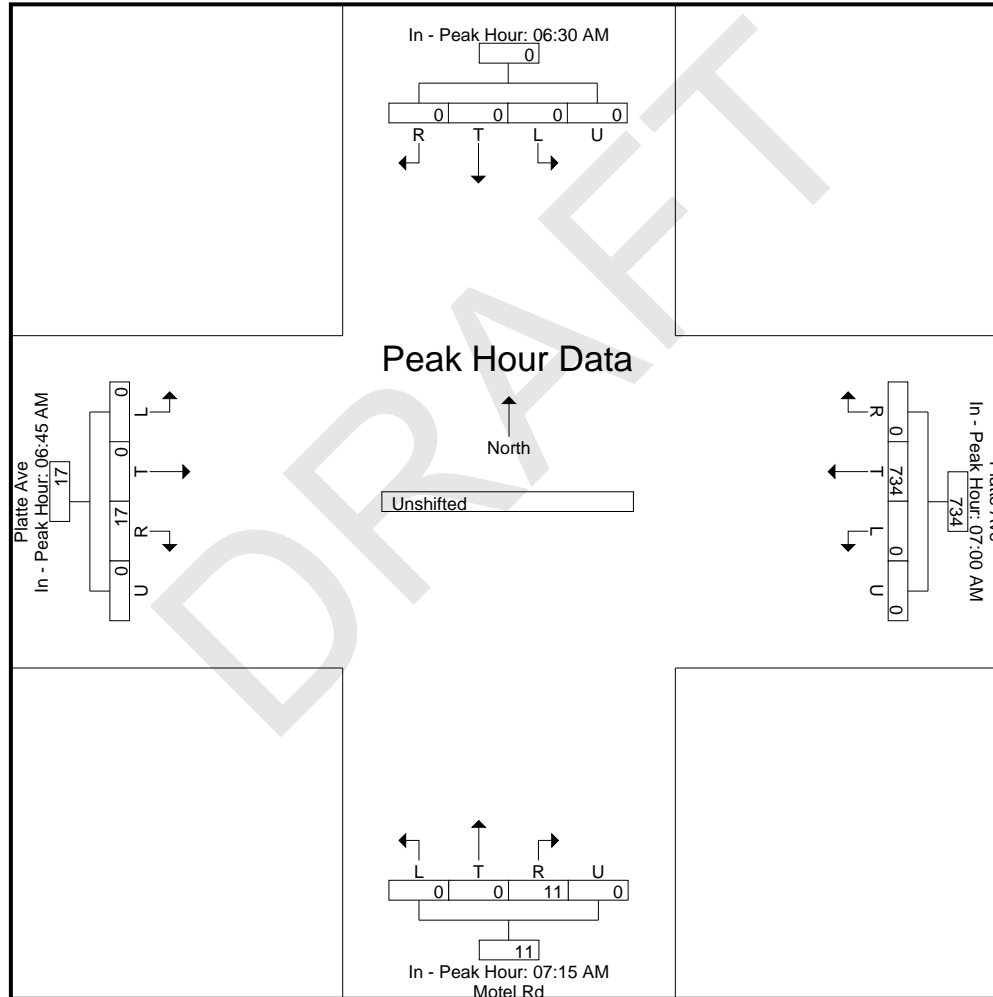 In - Peak Hour: 06:30 AM
0
0 0 0 0
R T L U
Peak Hour Data
North
Unshifted
Platte Ave
In - Peak Hour: 06:45 AM
17
0 0 17 0
L T R U
In - Peak Hour: 07:00 AM
734
0 734 0 0
R T L U
L T R U
0 0 11 0
11
In - Peak Hour: 07:15 AM
Motel Rd
DRAFT